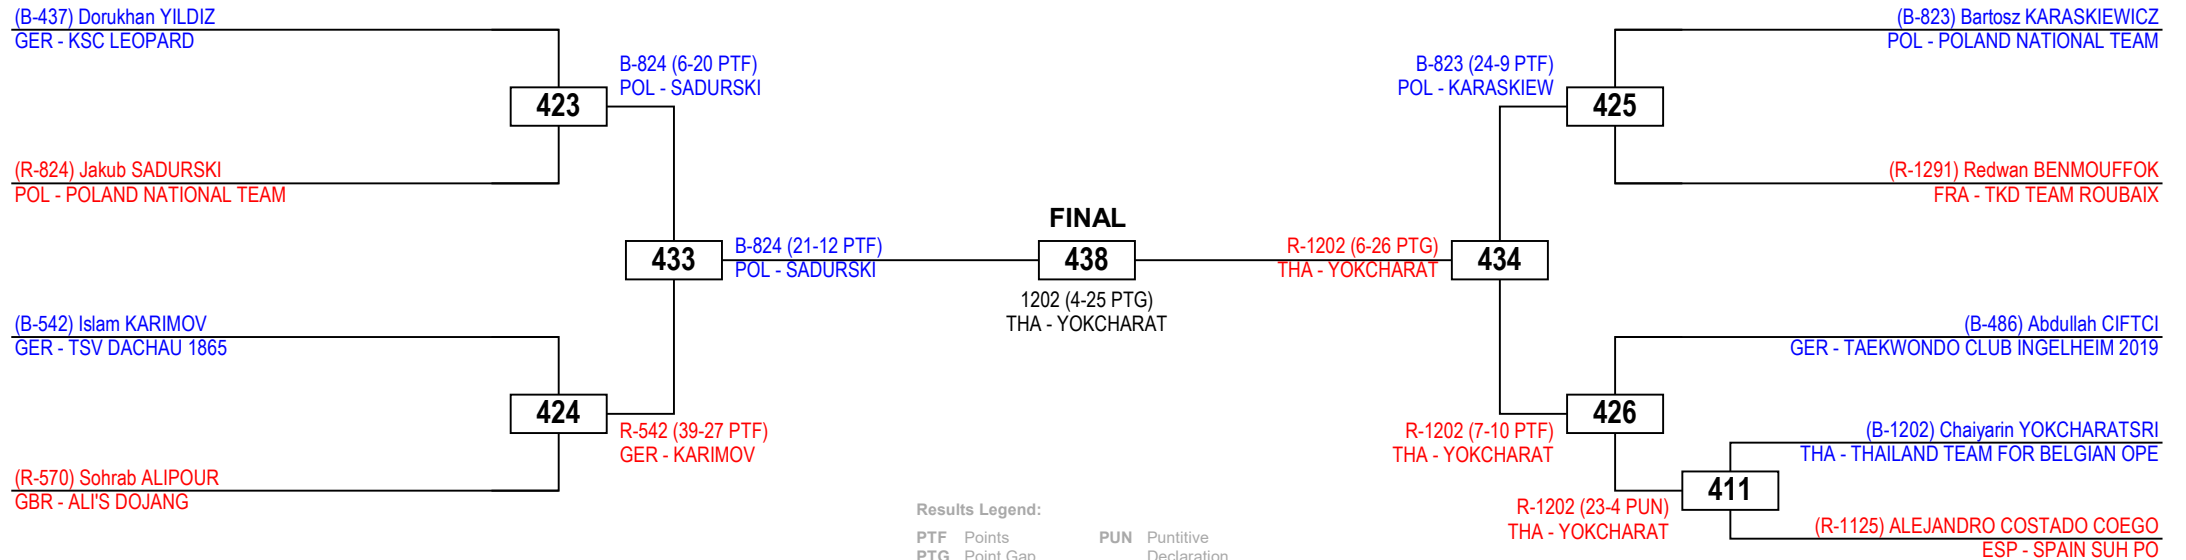 (B-437) Dorukhan YILDIZ
GER - KSC LEOPARD
B-824 (6-20 PTF)
POL - SADURSKI
423
(R-824) Jakub SADURSKI
POL - POLAND NATIONAL TEAM
433
B-824 (21-12 PTF)
POL - SADURSKI
(B-542) Islam KARIMOV
GER - TSV DACHAU 1865
424
R-542 (39-27 PTF)
GER - KARIMOV
(R-570) Sohrab ALIPOUR
GBR - ALI'S DOJANG
FINAL
438
1202 (4-25 PTG)
THA - YOKCHARAT
(B-823) Bartosz KARASKIEWICZ
POL - POLAND NATIONAL TEAM
B-823 (24-9 PTF)
POL - KARASKIEW
425
(R-1291) Redwan BENMOUFFOK
FRA - TKD TEAM ROUBAIX
R-1202 (6-26 PTG)
THA - YOKCHARAT
434
(B-486) Abdullah CIFTCI
GER - TAEKWONDO CLUB INGELHEIM 2019
426
R-1202 (7-10 PTF)
THA - YOKCHARAT
(B-1202) Chaiyarin YOKCHARATSRI
THA - THAILAND TEAM FOR BELGIAN OPE
411
R-1202 (23-4 PUN)
THA - YOKCHARAT
(R-1125) ALEJANDRO COSTADO COEGO
ESP - SPAIN SUH PO
Results Legend:
PTF Points PUN Puntitive
PTG Point Gap Declaration